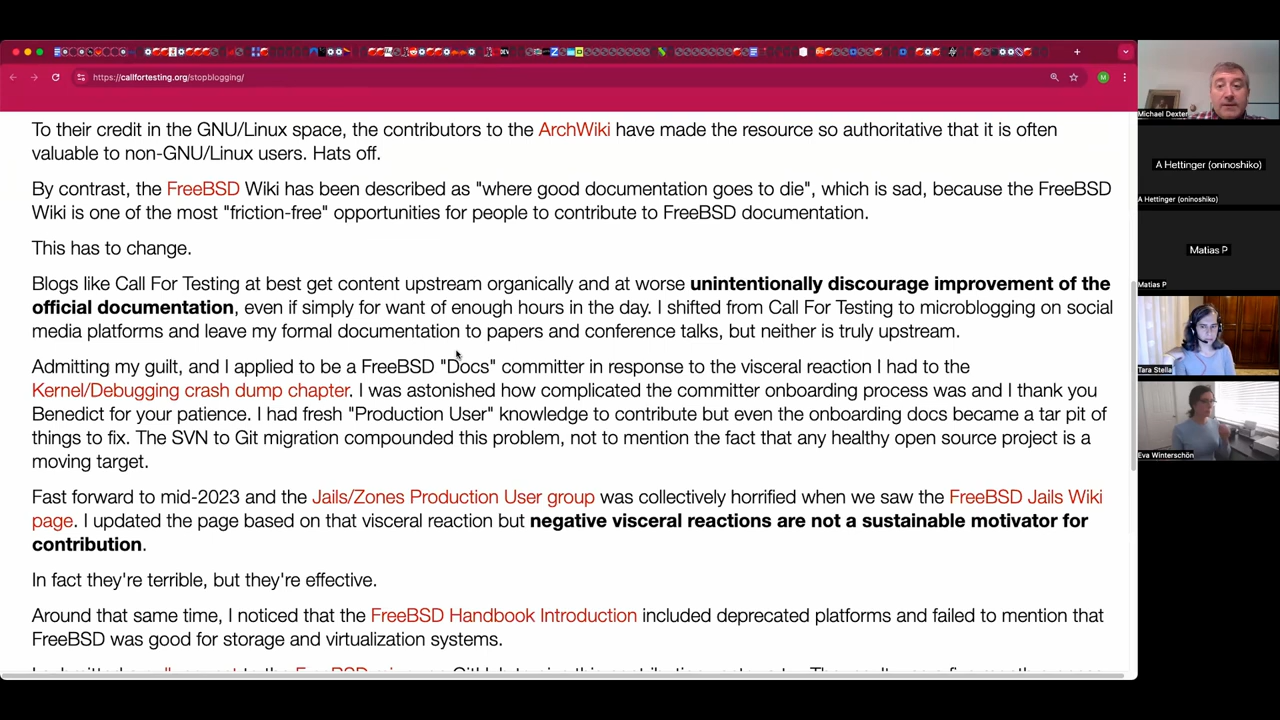 https://callfortesting.org/stopblogging/
M
To their credit in the GNU/Linux space, the contributors to the ArchWiki have made the resource so authoritative that it is often
valuable to non-GNU/Linux users. Hats off.
By contrast, the FreeBSD Wiki has been described as "where good documentation goes to die", which is sad, because the FreeBSD
Wiki is one of the most "friction-free" opportunities for people to contribute to FreeBSD documentation.
This has to change.
Blogs like Call For Testing at best get content upstream organically and at worse unintentionally discourage improvement of the
official documentation, even if simply for want of enough hours in the day. I shifted from Call For Testing to microblogging on social
media platforms and leave my formal documentation to papers and conference talks, but neither is truly upstream.
Admitting my guilt, and I applied to be a FreeBSD "Docs" committer in response to the visceral reaction I had to the
Kernel/Debugging crash dump chapter. I was astonished how complicated the committer onboarding process was and I thank you
Benedict for your patience. I had fresh "Production User" knowledge to contribute but even the onboarding docs became a tar pit of
things to fix. The SVN to Git migration compounded this problem, not to mention the fact that any healthy open source project is a
moving target.
Fast forward to mid-2023 and the Jails/Zones Production User group was collectively horrified when we saw the FreeBSD Jails Wiki
page. I updated the page based on that visceral reaction but negative visceral reactions are not a sustainable motivator for
contribution.
In fact they're terrible, but they're effective.
Around that same time, I noticed that the FreeBSD Handbook Introduction included deprecated platforms and failed to mention that
FreeBSD was good for storage and virtualization systems.
Michael Dexter
A Hettinger (oninoshiko)
A Hettinger (oninoshiko)
Matias P
Matias P
Tara Stella
Eva Winterschön